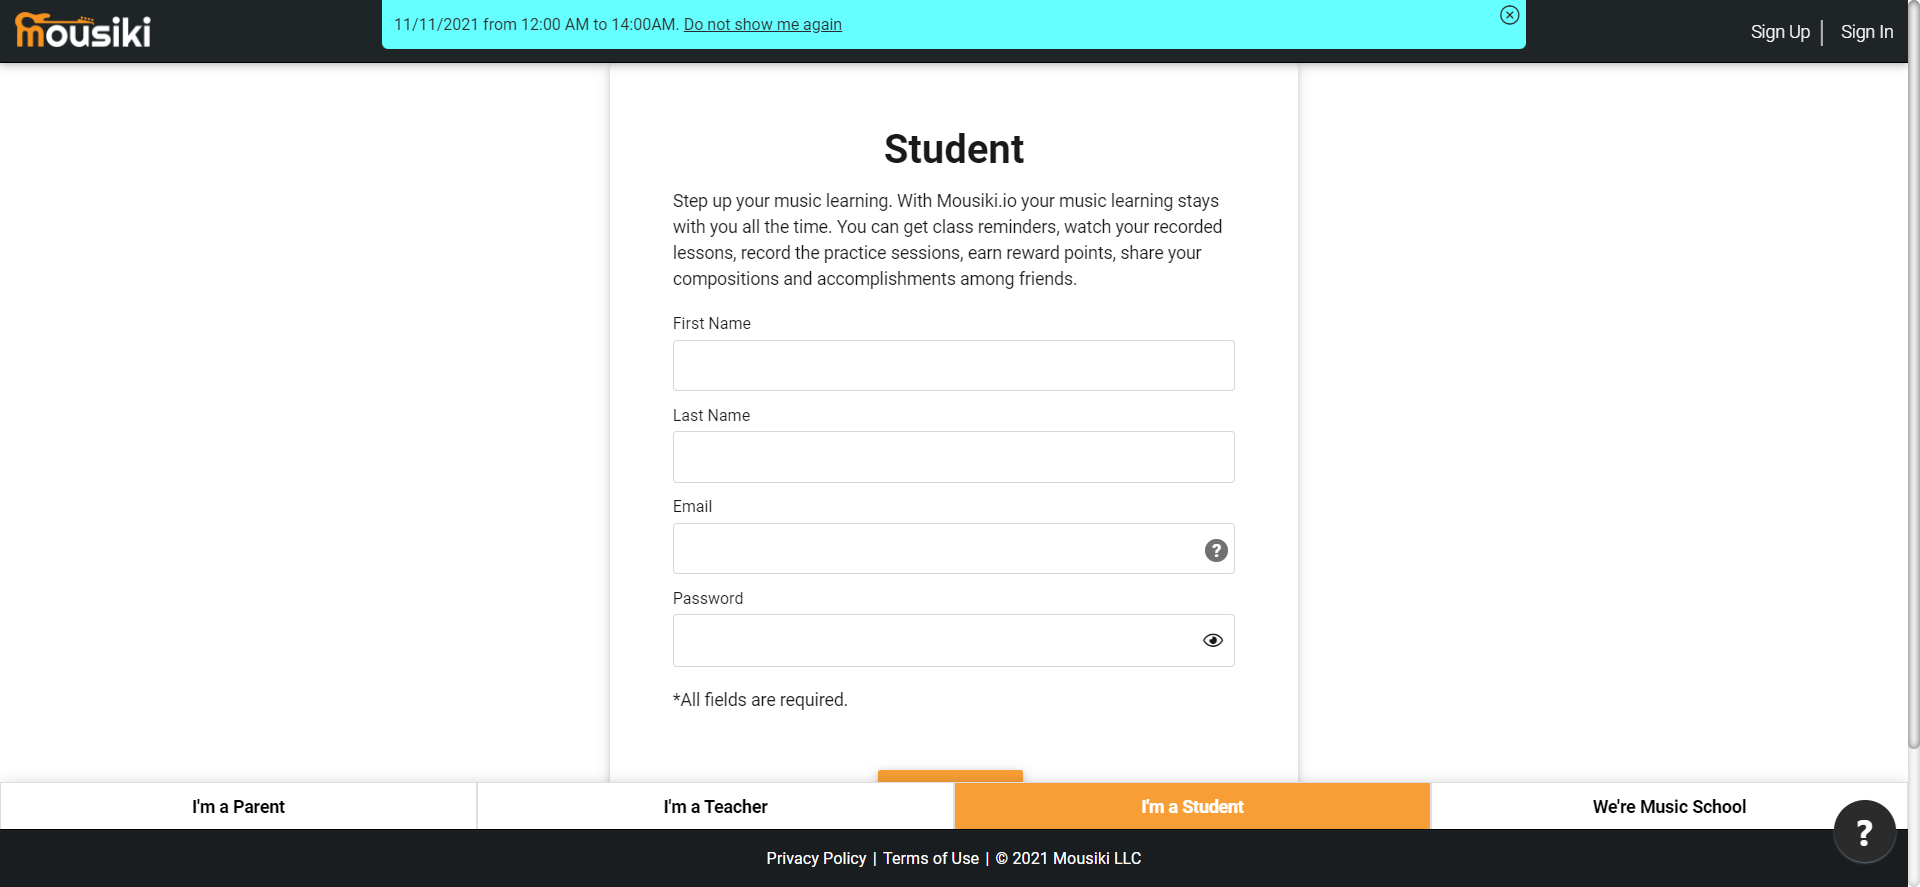 mousiki
11/11/2021 from 12:00 AM to 14:00AM. Do not show me again
Sign Up
Sign In
Student
Step up your music learning. With Mousiki.io your music learning stays
with you all the time. You can get class reminders, watch your recorded
lessons, record the practice sessions, earn reward points, share your
compositions and accomplishments among friends.
First Name
Last Name
Email
?
Password
*All fields are required.
I'm a Parent
I'm a Teacher
I'm a Student
We're Music School
?
Privacy Policy | Terms of Use | © 2021 Mousiki LLC